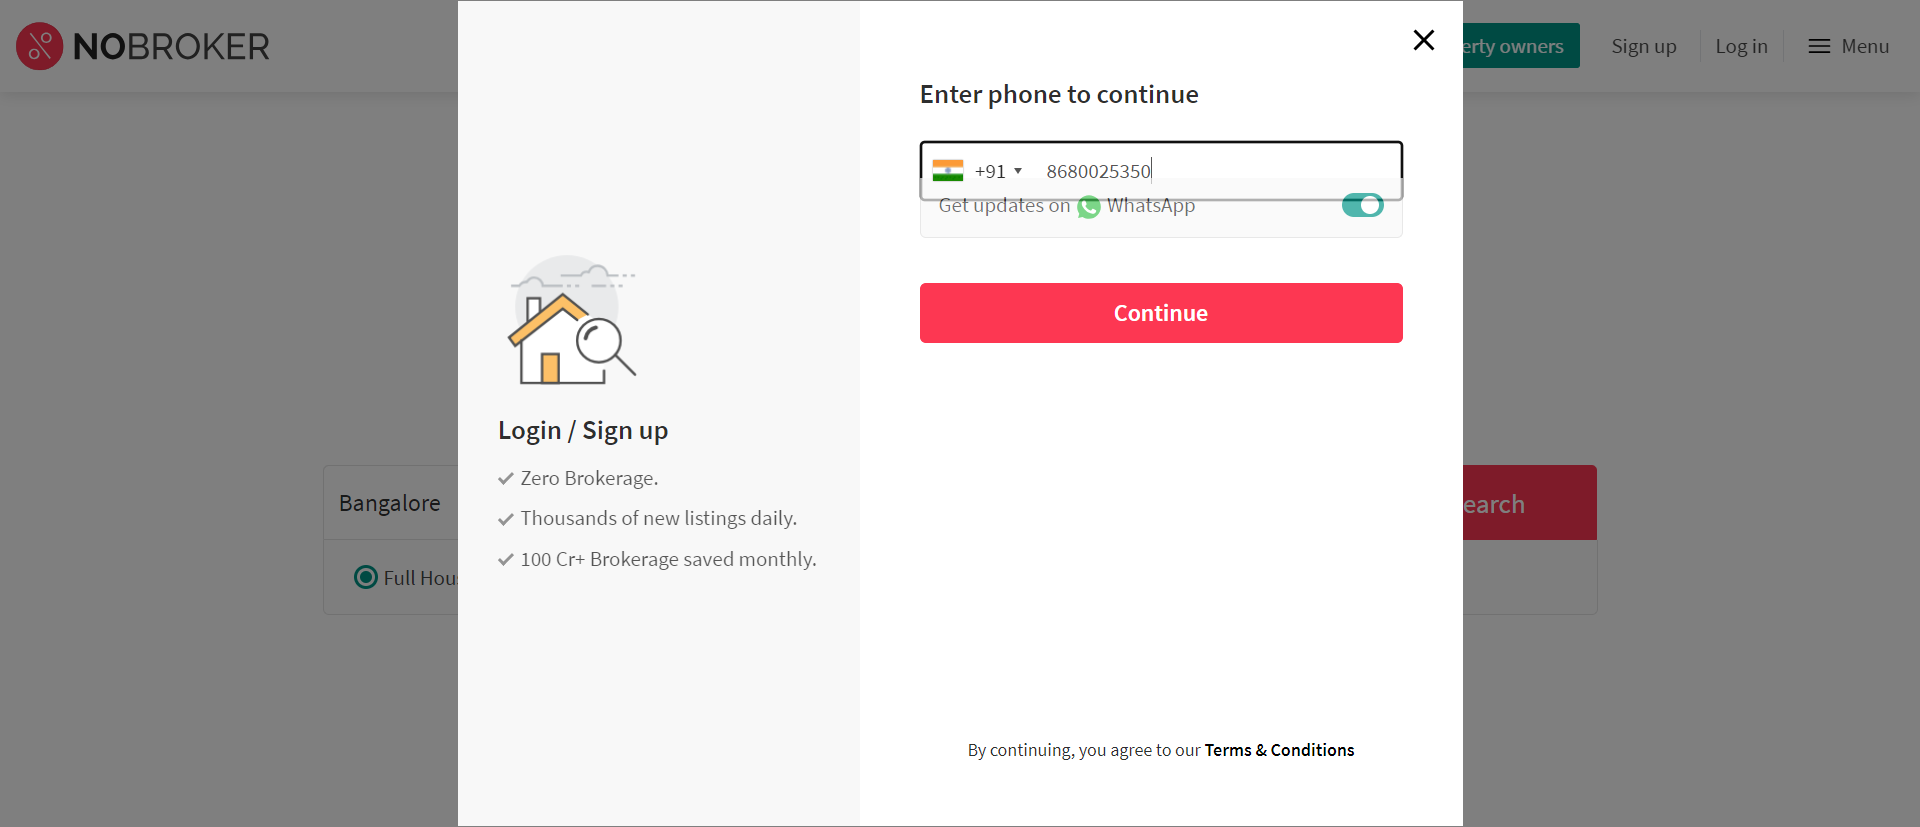 NOBROKER
erty owners
Sign up
Log in
Menu
Enter phone to continue
+91
8680025350
Get updates on WhatsApp
Continue
Login / Sign up
Zero Brokerage.
Thousands of new listings daily.
100 Cr+ Brokerage saved monthly.
Bangalore
earch
Full Hou
By continuing, you agree to our Terms & Conditions